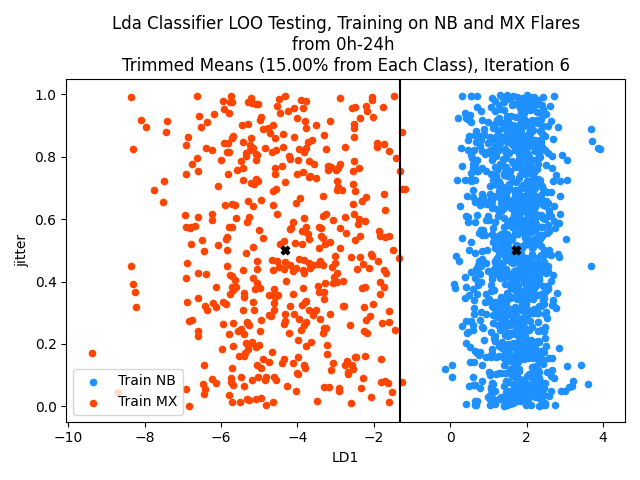 Lda Classifier LOO Testing, Training on NB and MX Flares
from 0h-24h
Trimmed Means (15.00% from Each Class), Iteration 6
jitter
1.0
0.8
0.6
0.4
0.2
0.0
Train NB
Train MX
−10
−8
−6
−4
−2
0
2
4
LD1